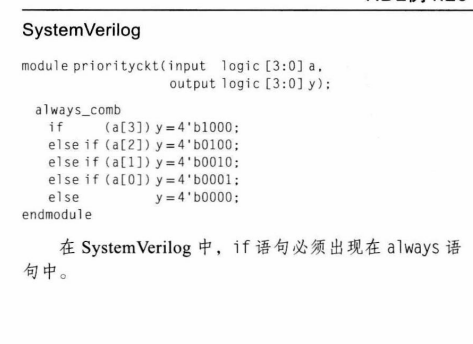 SystemVerilog
module priorityckt(input logic [3:0] a,
output logic [3:0] y);
always_comb
if (a[3]) y=4'b1000;
else if (a[2]) y=4'b0100;
else if (a[1]) y=4'b0010;
else if (a[0]) y=4'b0001;
else y=4'b0000;
endmodule
在 SystemVerilog 中，if 语句必须出现在 always 语
句中。